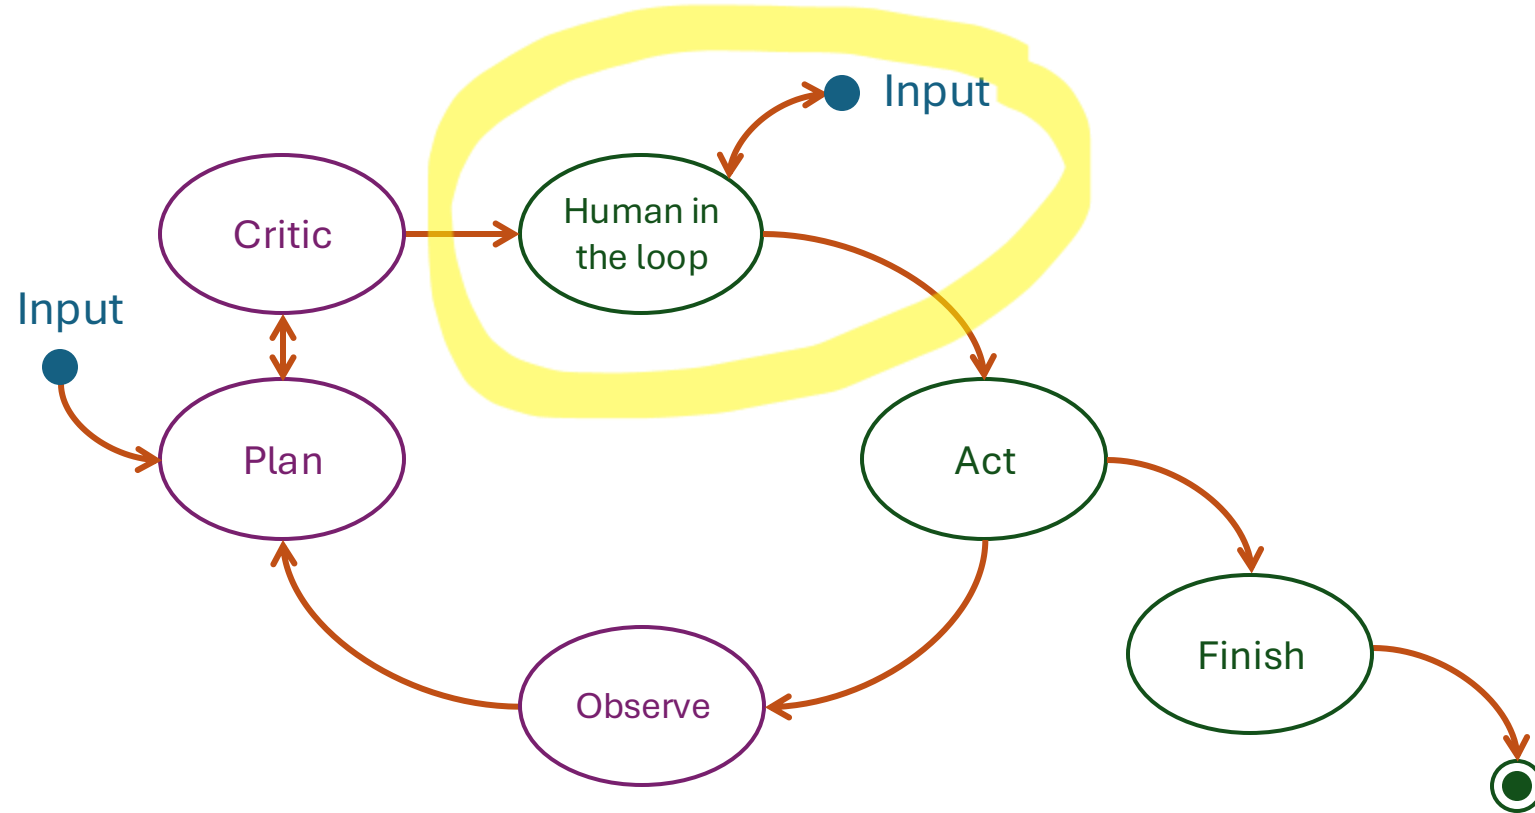 Input
Critic
Human in
the loop
Input
Plan
Act
Observe
Finish